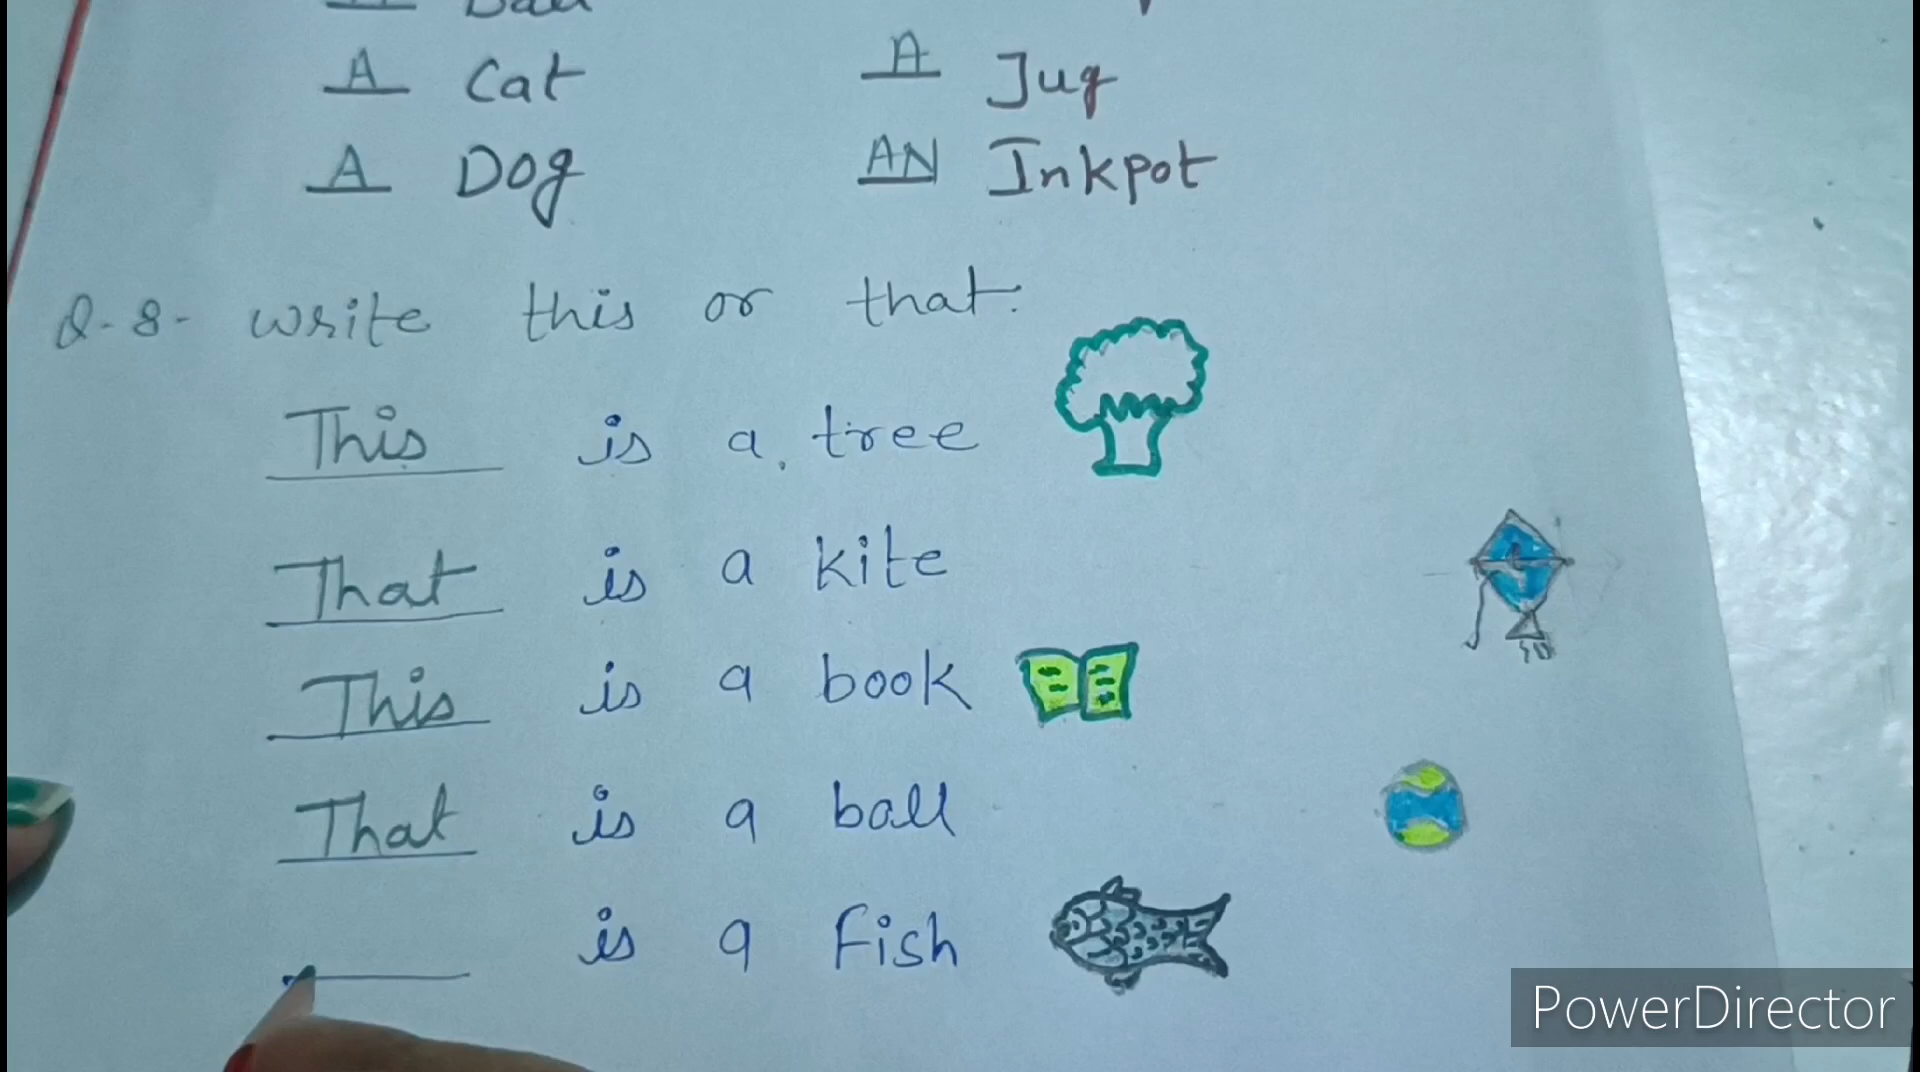 A Cat A Jug
A Dog AN Inkpot
Q-8- write this or that.
This is a tree
That is a kite
This is a book
That is a ball
is a Fish
PowerDirector